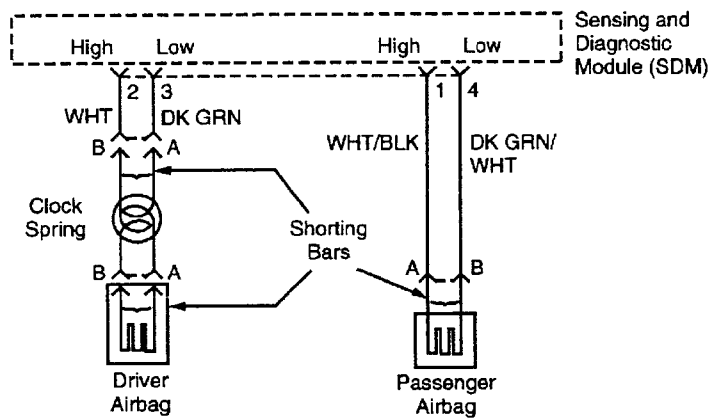 Sensing and
Diagnostic
Module (SDM)
High Low High Low
2 3 1 4
WHT DK GRN
WHT/BLK DK GRN/
WHT
B A
Clock
Spring
Shorting
Bars
B A A B
Driver
Airbag
Passenger
Airbag